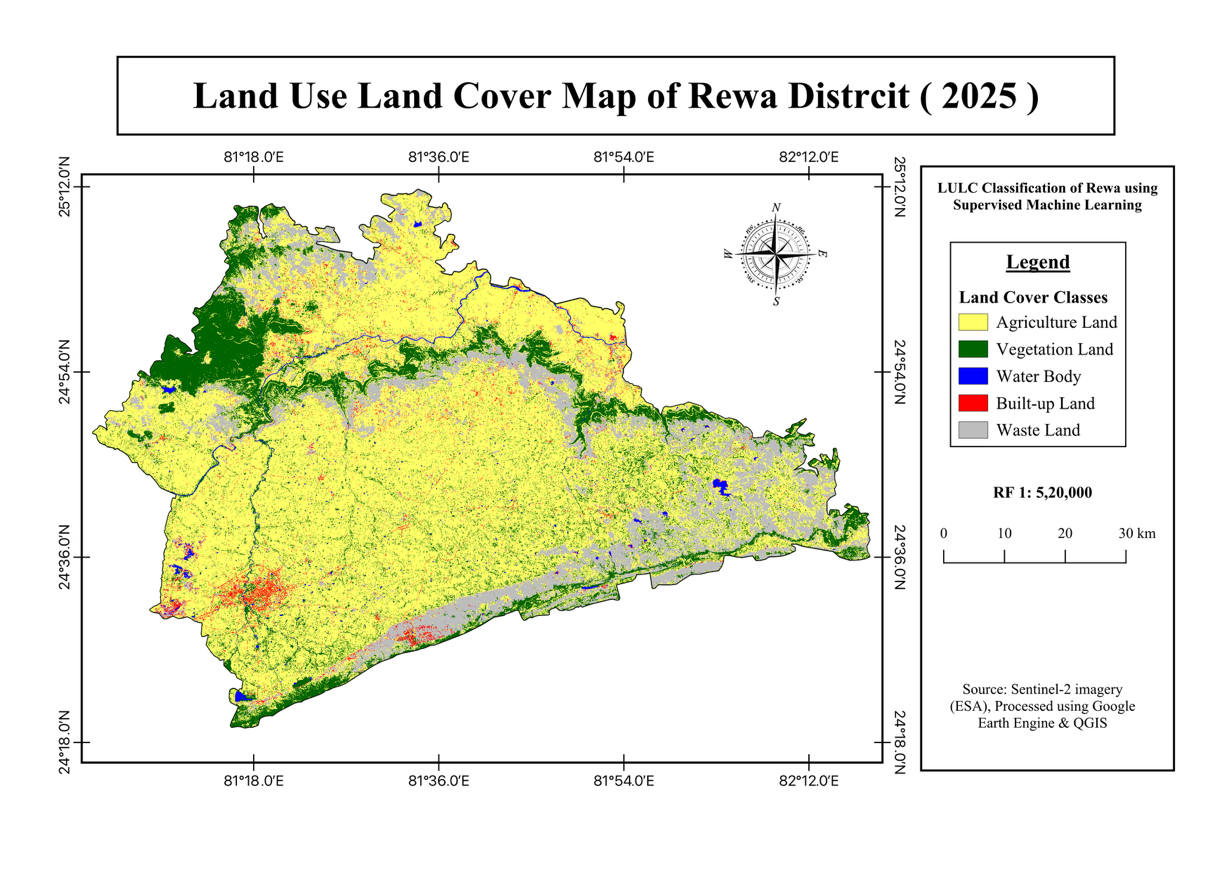 Land Use Land Cover Map of Rewa Distrcit ( 2025 )
81°18.0'E 81°36.0'E 81°54.0'E 82°12.0'E
25°12.0'N
24°54.0'N
24°36.0'N
24°18.0'N
N
W E
S
25°12.0'N
24°54.0'N
24°36.0'N
24°18.0'N
81°18.0'E 81°36.0'E 81°54.0'E 82°12.0'E
LULC Classification of Rewa using
Supervised Machine Learning
Legend
Land Cover Classes
Agriculture Land
Vegetation Land
Water Body
Built-up Land
Waste Land
RF 1: 5,20,000
0 10 20 30 km
Source: Sentinel-2 imagery
(ESA), Processed using Google
Earth Engine & QGIS